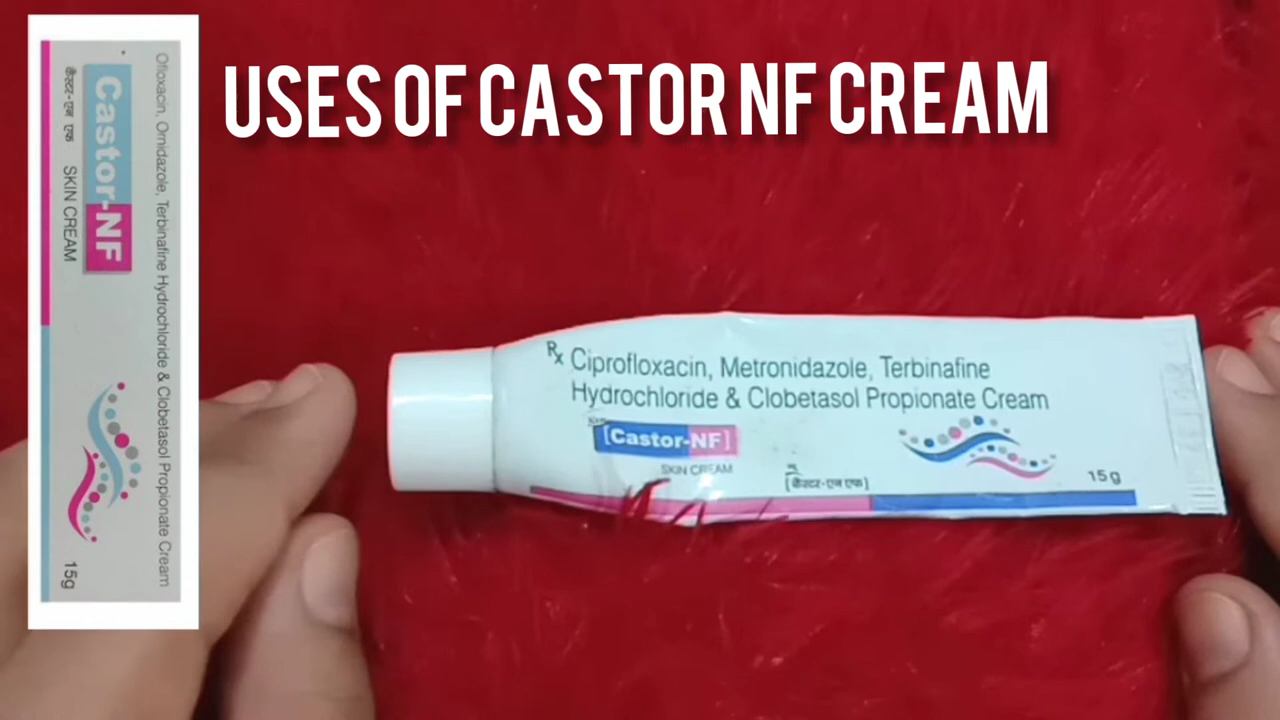 USES OF CASTOR NF CREAM
Ofloxacin, Ornidazole, Terbinafine Hydrochloride & Clobetasol Propionate Cream
Castor-NF
कैस्टर-एन एफ SKIN CREAM
15g
Rx Ciprofloxacin, Metronidazole, Terbinafine
Hydrochloride & Clobetasol Propionate Cream
[Castor-NF]
SKIN CREAM
[कैस्टर-एन एफ]
15g